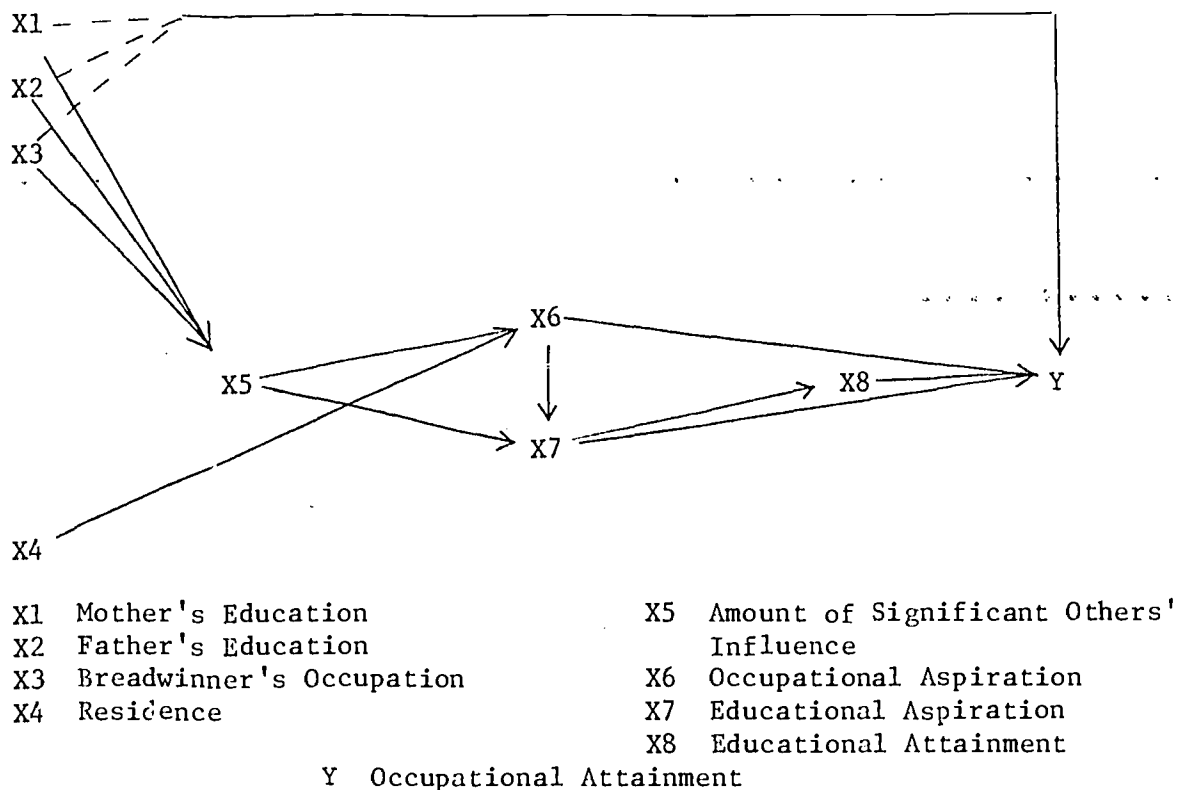 X1
X2
X3
X6
X5
X8
Y
X7
X4
X1 Mother's Education
X2 Father's Education
X3 Breadwinner's Occupation
X4 Residence
X5 Amount of Significant Others'
Influence
X6 Occupational Aspiration
X7 Educational Aspiration
X8 Educational Attainment
Y Occupational Attainment